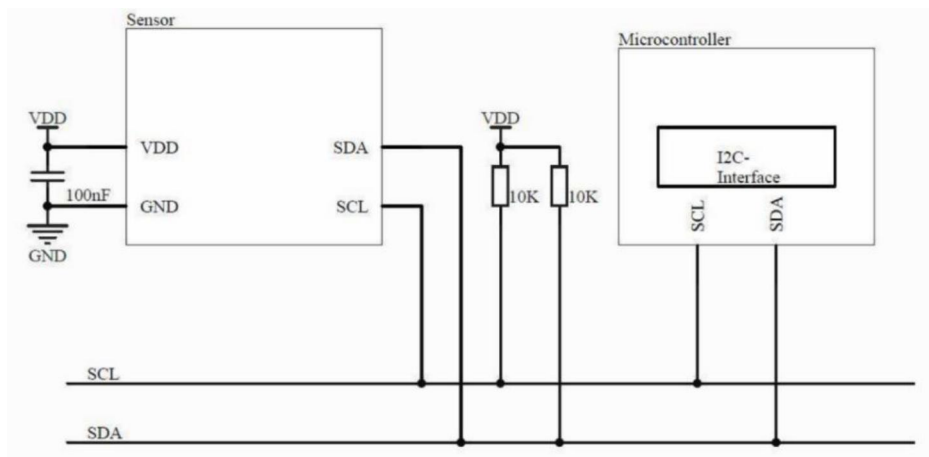 Sensor
Microcontroller
VDD
VDD
VDD
SDA
I2C-
Interface
100nF
10K
10K
GND
SCL
SCL
SDA
GND
SCL
SDA